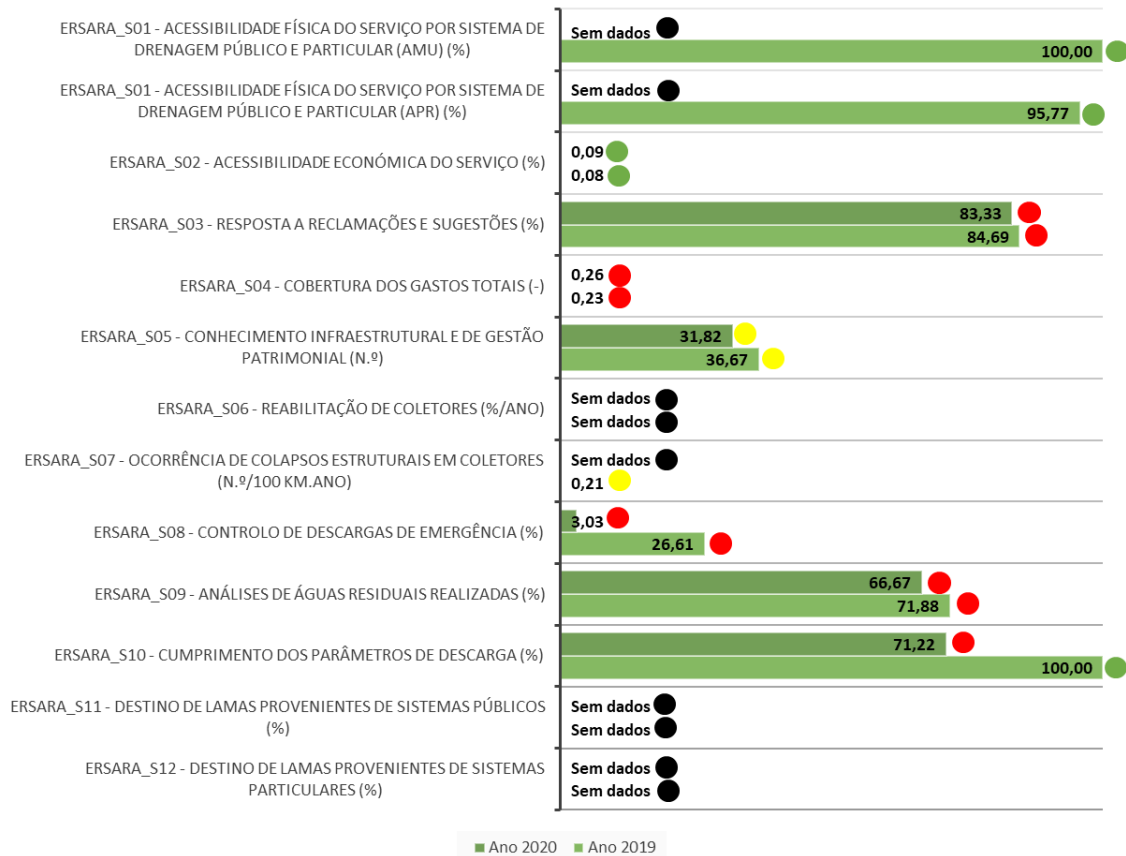 ERSARA_S01 - ACESSIBILIDADE FÍSICA DO SERVIÇO POR SISTEMA DE
DRENAGEM PÚBLICO E PARTICULAR (AMU) (%)
Sem dados
100,00
ERSARA_S01 - ACESSIBILIDADE FÍSICA DO SERVIÇO POR SISTEMA DE
DRENAGEM PÚBLICO E PARTICULAR (APR) (%)
Sem dados
95,77
ERSARA_S02 - ACESSIBILIDADE ECONÓMICA DO SERVIÇO (%)
0,09
0,08
ERSARA_S03 - RESPOSTA A RECLAMAÇÕES E SUGESTÕES (%)
83,33
84,69
ERSARA_S04 - COBERTURA DOS GASTOS TOTAIS (-)
0,26
0,23
ERSARA_S05 - CONHECIMENTO INFRAESTRUTURAL E DE GESTÃO
PATRIMONIAL (N.º)
31,82
36,67
ERSARA_S06 - REABILITAÇÃO DE COLETORES (%/ANO)
Sem dados
Sem dados
ERSARA_S07 - OCORRÊNCIA DE COLAPSOS ESTRUTURAIS EM COLETORES
(N.º/100 KM.ANO)
Sem dados
0,21
ERSARA_S08 - CONTROLO DE DESCARGAS DE EMERGÊNCIA (%)
3,03
26,61
ERSARA_S09 - ANÁLISES DE ÁGUAS RESIDUAIS REALIZADAS (%)
66,67
71,88
ERSARA_S10 - CUMPRIMENTO DOS PARÂMETROS DE DESCARGA (%)
71,22
100,00
ERSARA_S11 - DESTINO DE LAMAS PROVENIENTES DE SISTEMAS PÚBLICOS
(%)
Sem dados
Sem dados
ERSARA_S12 - DESTINO DE LAMAS PROVENIENTES DE SISTEMAS
PARTICULARES (%)
Sem dados
Sem dados
Ano 2020 Ano 2019